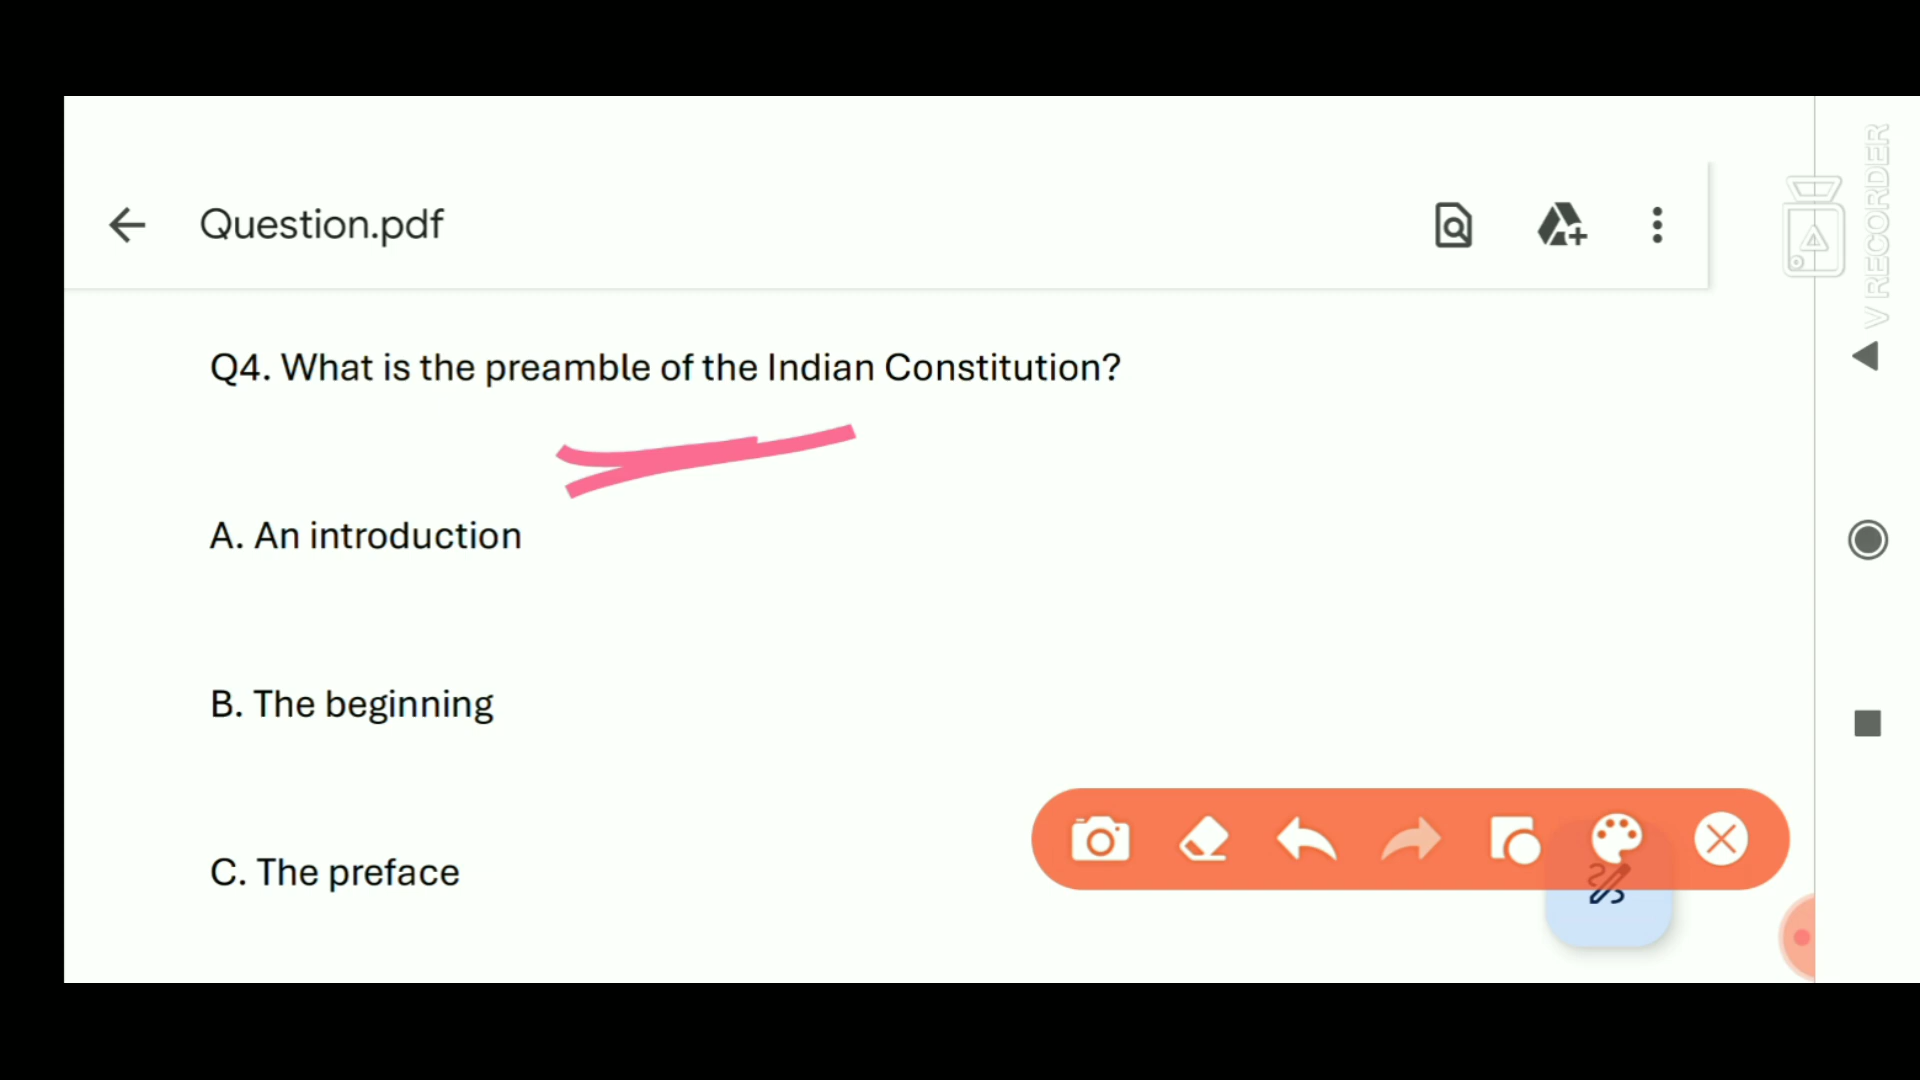 Question.pdf
V RECORDER
Q4. What is the preamble of the Indian Constitution?
A. An introduction
B. The beginning
C. The preface